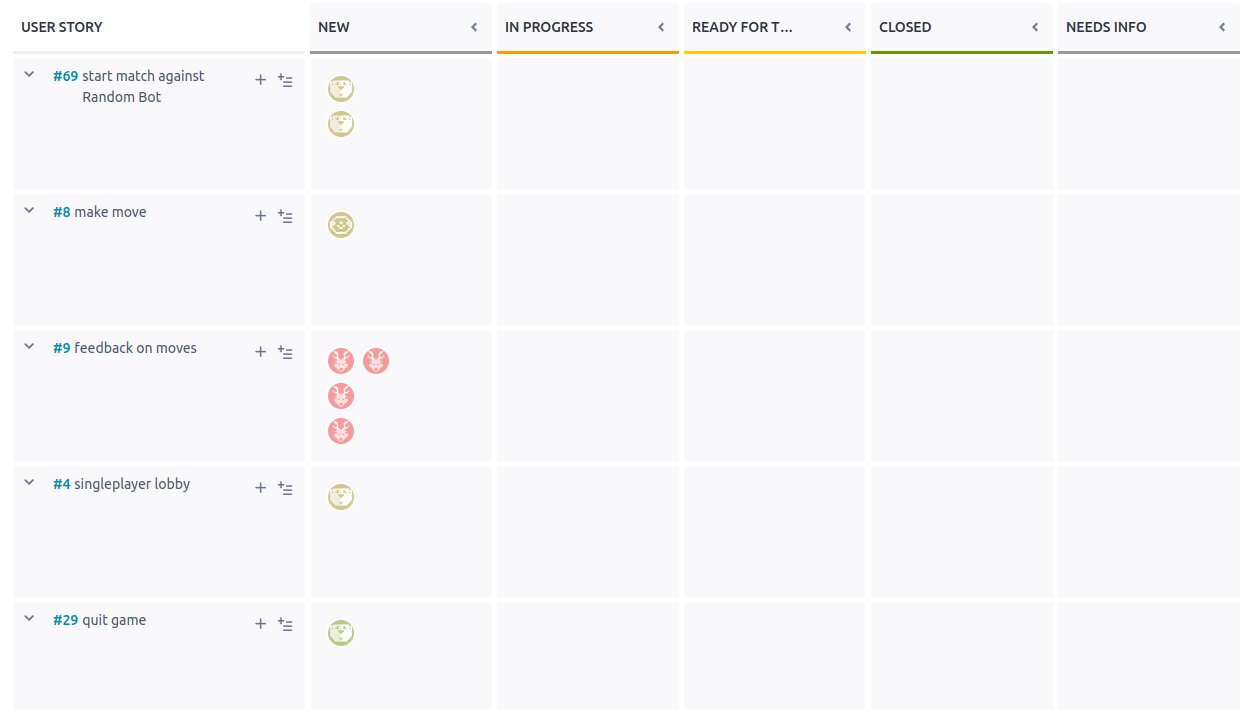 USER STORY
NEW
IN PROGRESS
READY FOR T...
CLOSED
NEEDS INFO
#69 start match against
Random Bot
#8 make move
#9 feedback on moves
#4 singleplayer lobby
#29 quit game